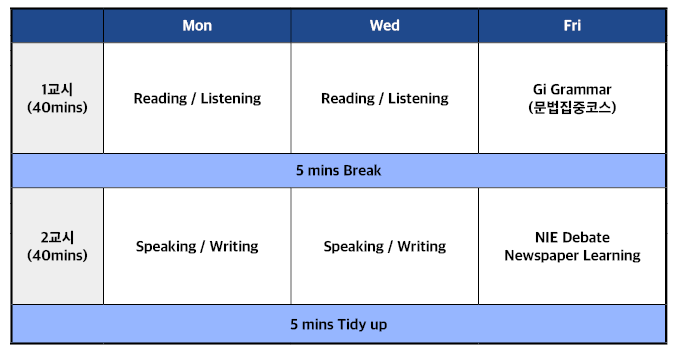 Mon Wed Fri
1교시
(40mins)
Reading / Listening
Reading / Listening
Gi Grammar
(문법집중코스)
5 mins Break
2교시
(40mins)
Speaking / Writing
Speaking / Writing
NIE Debate
Newspaper Learning
5 mins Tidy up